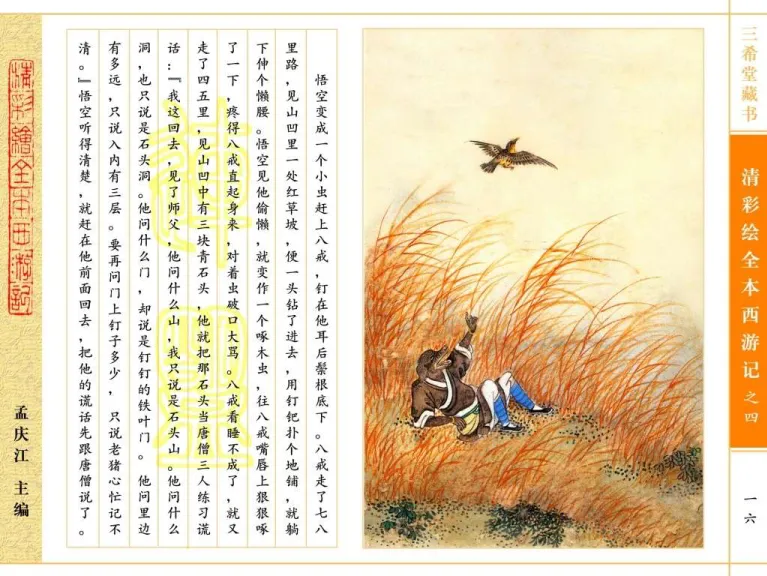 三希堂藏书
清彩绘全本西游记之四
一六
悟空变成一个小虫赶上八戒，钉在他耳后鬃根底下。八戒走了七八
里路，见山凹里一处红草坡，便一头钻了进去，用钉钯扑个地铺，就躺
下伸个懒腰。悟空见他偷懒，就变作一个啄木虫，往八戒嘴唇上狠狠啄
了一下，疼得八戒直起身来，对着虫破口大骂。八戒看睡不成了，就又
走了四五里，见山凹中有三块青石头，他就把那石头当唐僧三人练习谎
话：『我这回去，见了师父，他问什么山，我只说是石头山。他问什么
洞，也只说是石头洞。他问什么门，却说是钉钉的铁叶门。他问里边
有多远，只说入内有三层。要再问门上钉子多少，只说老猪心忙记不
清。』悟空听得清楚，就赶在他前面回去，把他的谎话先跟唐僧说了。
清彩繪全本西游記
孟庆江 主编